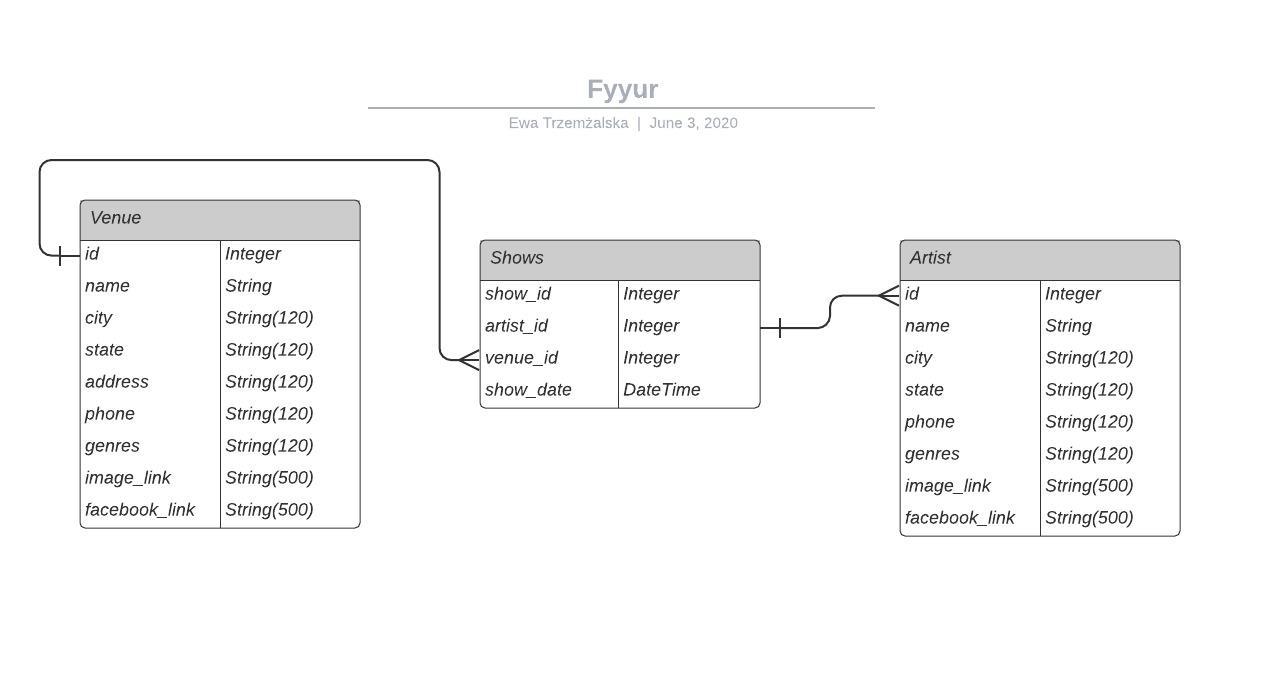 Fyyur
Ewa Trzemżalska | June 3, 2020
Venue
id Integer
name String
city String(120)
state String(120)
address String(120)
phone String(120)
genres String(120)
image_link String(500)
facebook_link String(500)
Shows
show_id Integer
artist_id Integer
venue_id Integer
show_date DateTime
Artist
id Integer
name String
city String(120)
state String(120)
phone String(120)
genres String(120)
image_link String(500)
facebook_link String(500)